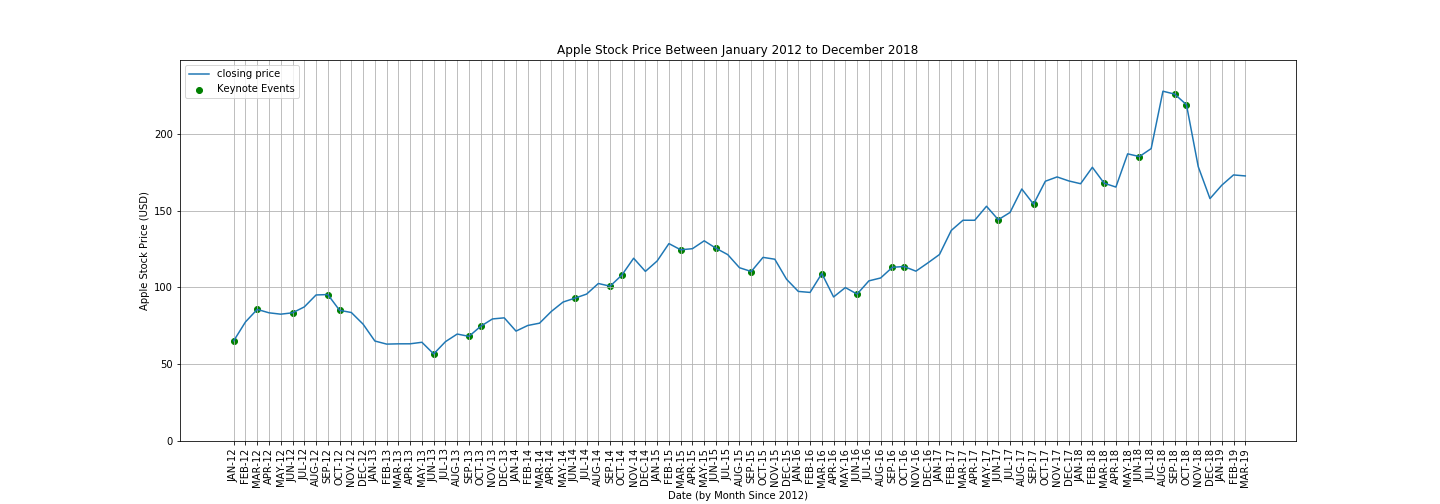 Apple Stock Price Between January 2012 to December 2018
closing price
Keynote Events
Apple Stock Price (USD)
200
150
100
50
0
JAN-12
FEB-12
MAR-12
APR-12
MAY-12
JUN-12
JUL-12
AUG-12
SEP-12
OCT-12
NOV-12
DEC-12
JAN-13
FEB-13
MAR-13
APR-13
MAY-13
JUN-13
JUL-13
AUG-13
SEP-13
OCT-13
NOV-13
DEC-13
JAN-14
FEB-14
MAR-14
APR-14
MAY-14
JUN-14
JUL-14
AUG-14
SEP-14
OCT-14
NOV-14
DEC-14
JAN-15
FEB-15
MAR-15
APR-15
MAY-15
JUN-15
JUL-15
AUG-15
SEP-15
OCT-15
NOV-15
DEC-15
JAN-16
FEB-16
MAR-16
APR-16
MAY-16
JUN-16
JUL-16
AUG-16
SEP-16
OCT-16
NOV-16
DEC-16
JAN-17
FEB-17
MAR-17
APR-17
MAY-17
JUN-17
JUL-17
AUG-17
SEP-17
OCT-17
NOV-17
DEC-17
JAN-18
FEB-18
MAR-18
APR-18
MAY-18
JUN-18
JUL-18
AUG-18
SEP-18
OCT-18
NOV-18
DEC-18
JAN-19
FEB-19
MAR-19
Date (by Month Since 2012)